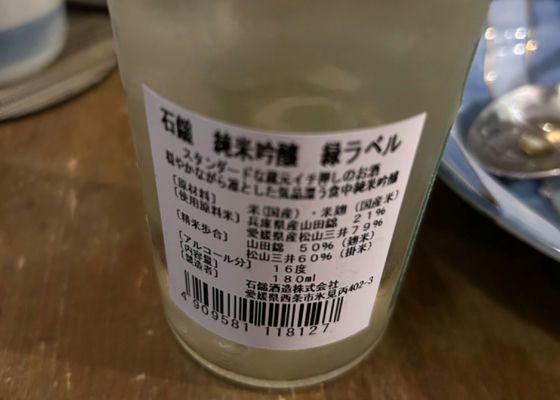 石鎚 純米吟醸 緑ラベル
スタンダードな蔵元イチ押しのお酒
穏やかながら凛とした気品漂う食中純米吟醸
[原材料] 米(国産)・米麹(国産米)
[使用原料米] 兵庫県産山田錦 21%
愛媛県産松山三井79%
[精米歩合] 山田錦 50%(麹米)
松山三井60%(掛米)
[アルコール分] 16度
[内容量] 180ml
[製造者] 石鎚酒造株式会社
愛媛県西条市氷見丙402-3
4 909581 118127